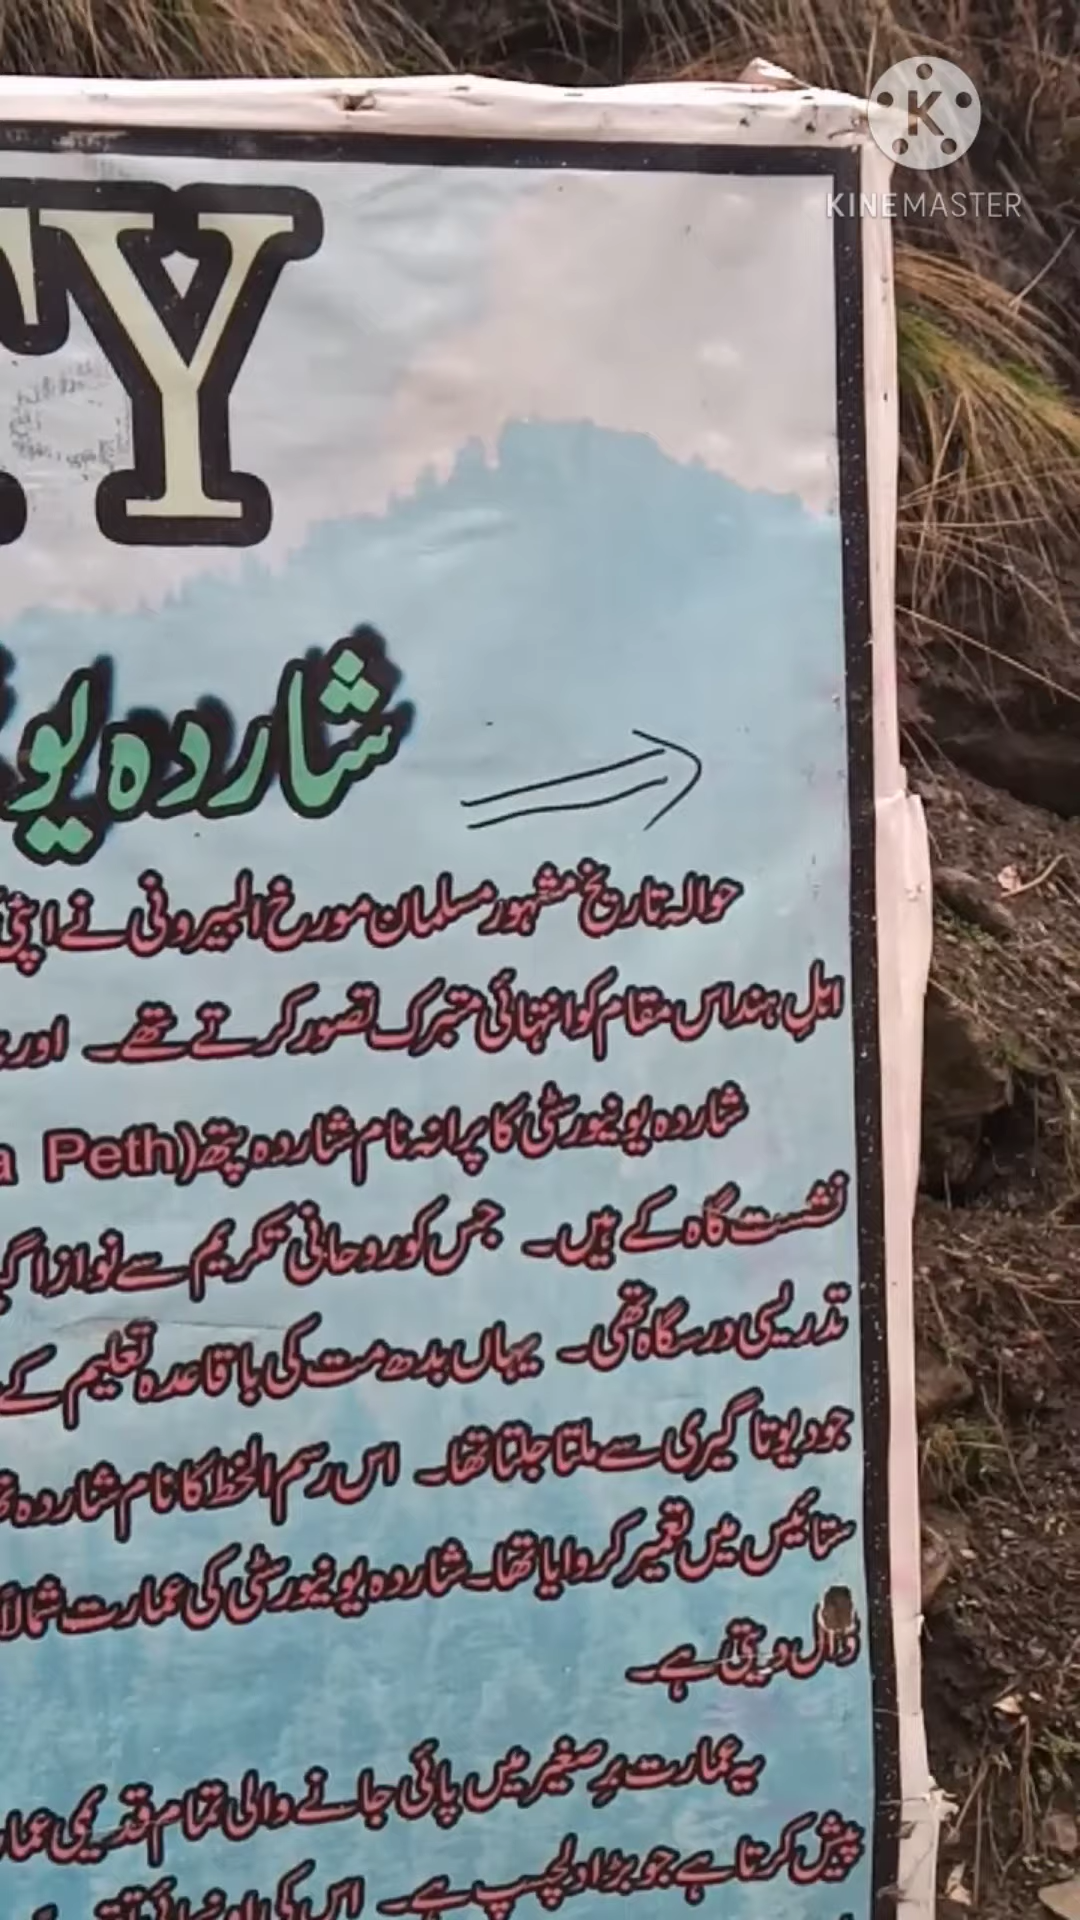 KINEMASTER
TY
شاردہ یو
حوالہ تاریخ مشہور مسلمان مورخ البیرونی نے اپنی
اہلِ ہند اس مقام کو انتہائی متبرک تصور کرتے تھے۔ اور
شاردہ یونیورسٹی کا پرانہ نام شاردہ پتھ (a Peth
نشست گاہ کے ہیں۔ جس کو روحانی تکریم سے نوازا
تدریسی درسگاہ تھی۔ یہاں بدھ مت کی باقاعدہ تعلیم کے
جو دیوتا گیری سے ملتا جلتا تھا۔ اس رسم الخط کا نام شاردہ
ستائیس میں تعمیر کروایا تھا۔ شاردہ یونیورسٹی کی عمارت شمالاً
ڈال دیتی ہے۔
یہ عمارت برِصغیر میں پائی جانے والی تمام قدیمی
پیش کرتا ہے جو بڑا دلچسپ ہے۔ اس کی